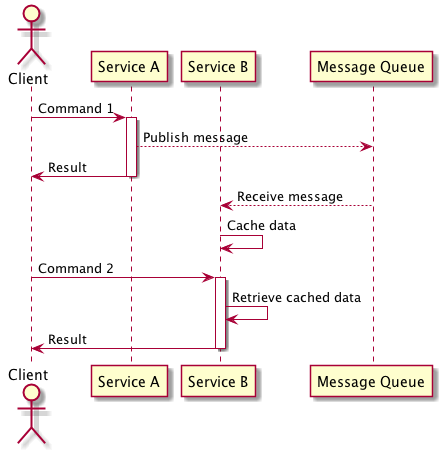 Client
Service A
Service B
Message Queue
Command 1
Publish message
Result
Receive message
Cache data
Command 2
Retrieve cached data
Result
Client
Service A
Service B
Message Queue